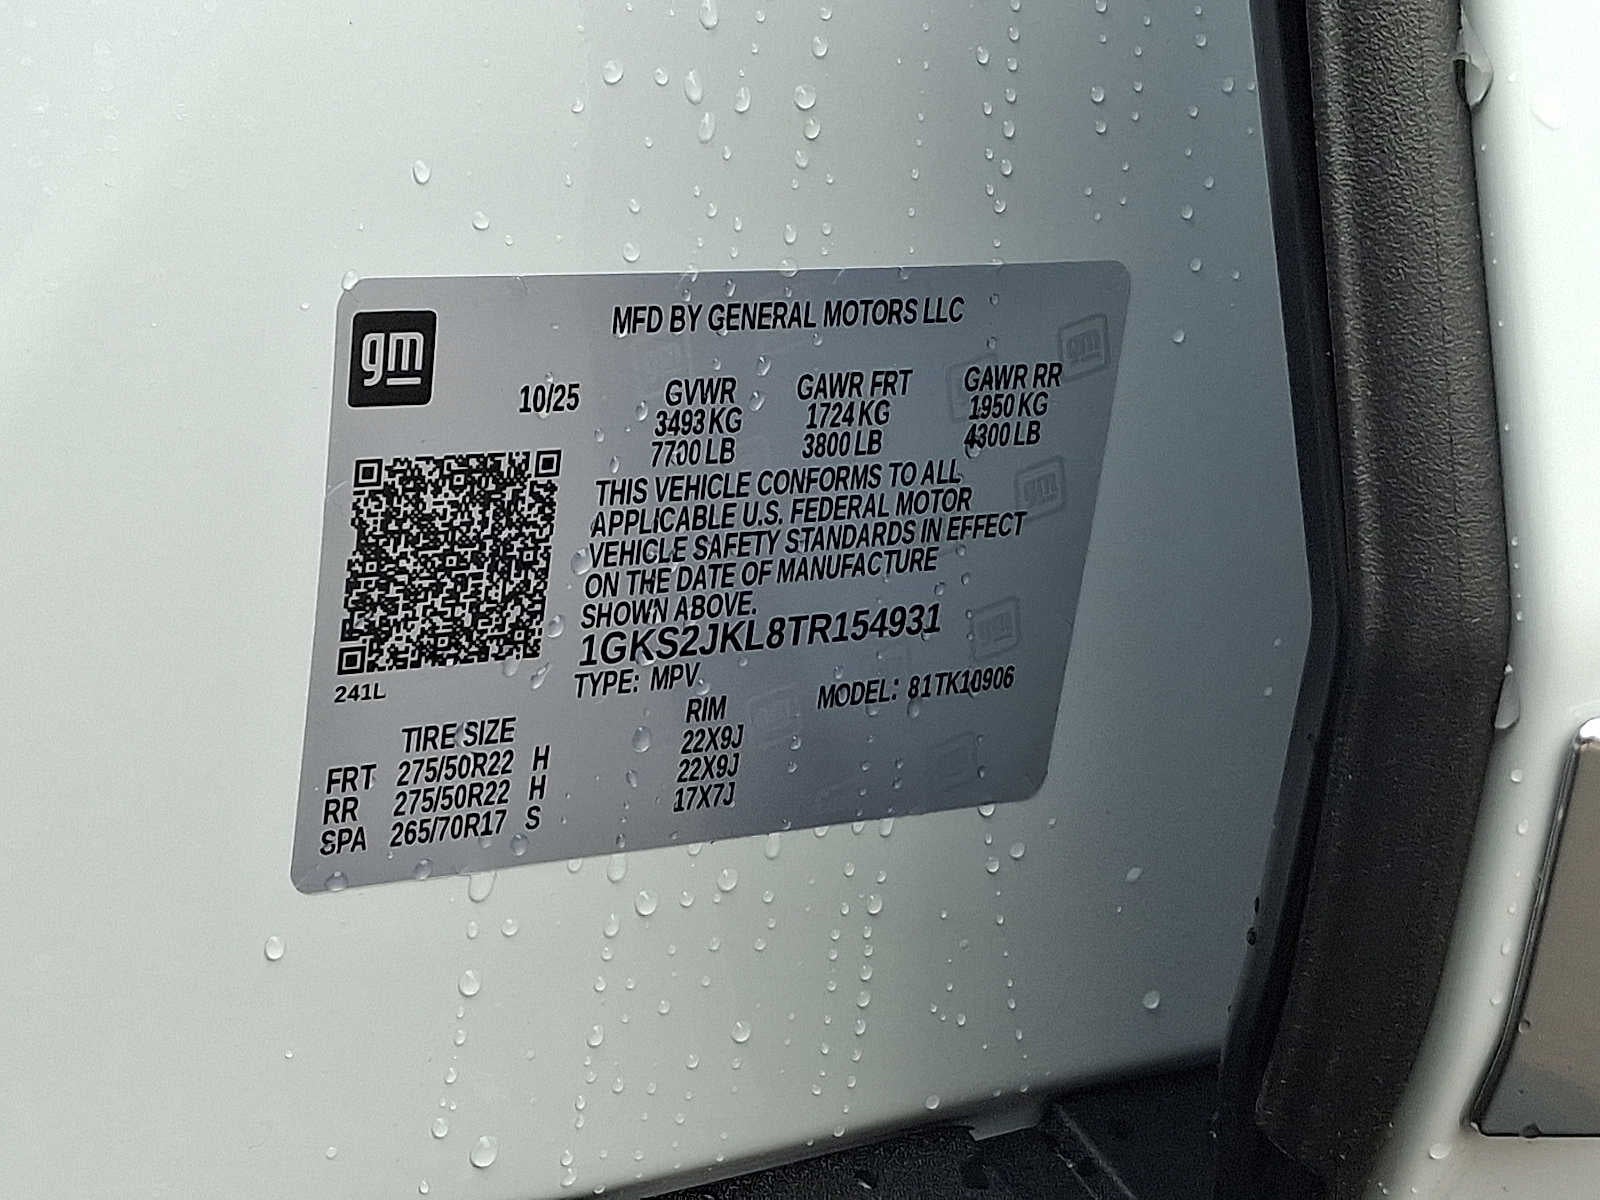 gm
MFD BY GENERAL MOTORS LLC
10/25 GVWR GAWR FRT GAWR RR
3493 KG 1724 KG 1950 KG
7700 LB 3800 LB 4300 LB
THIS VEHICLE CONFORMS TO ALL
APPLICABLE U.S. FEDERAL MOTOR
VEHICLE SAFETY STANDARDS IN EFFECT
ON THE DATE OF MANUFACTURE
SHOWN ABOVE.
1GKS2JKL8TR154931
TYPE: MPV MODEL: 81TK10906
241L
TIRE SIZE RIM
FRT 275/50R22 H 22X9J
RR 275/50R22 H 22X9J
SPA 265/70R17 S 17X7J